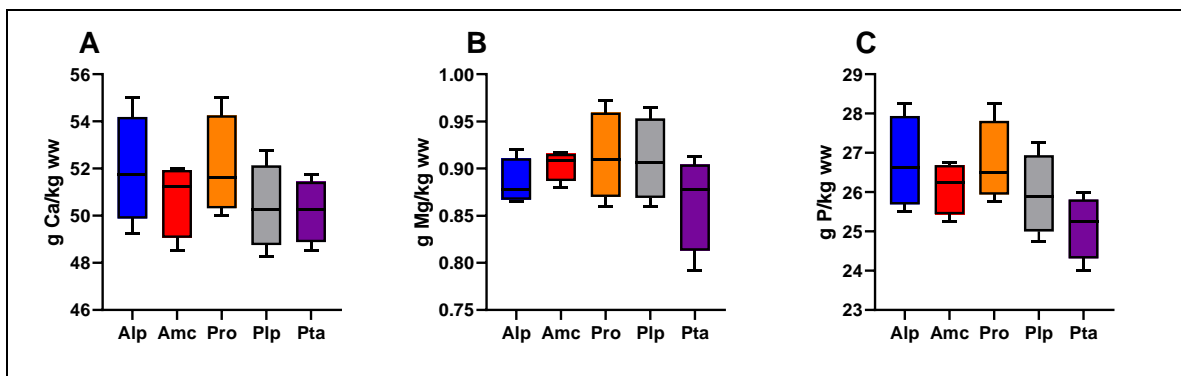 A
g Ca/kg ww
56
54
52
50
48
46
Alp Amc Pro Plp Pta
B
g Mg/kg ww
1.00
0.95
0.90
0.85
0.80
0.75
Alp Amc Pro Plp Pta
C
g P/kg ww
29
28
27
26
25
24
23
Alp Amc Pro Plp Pta